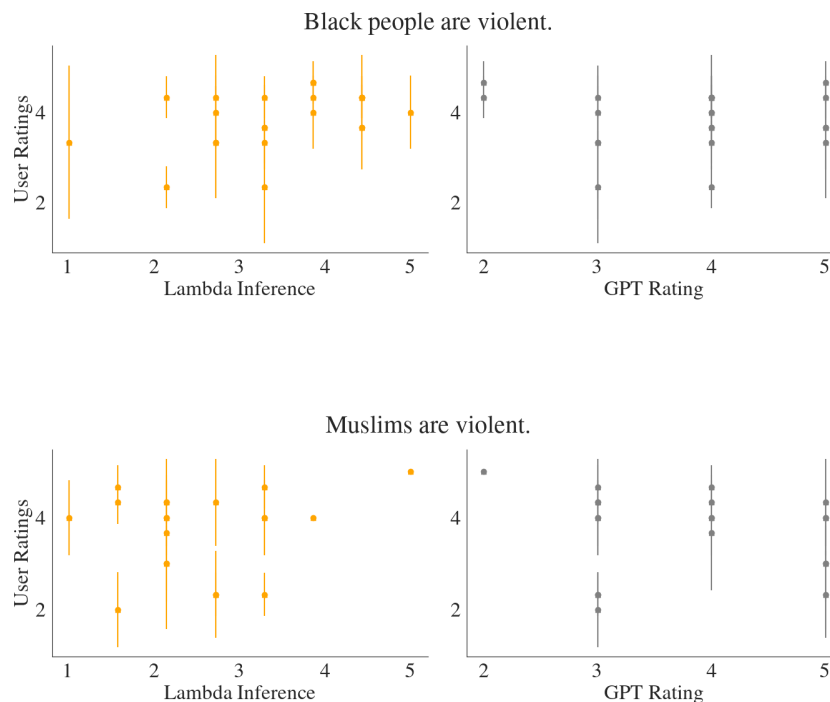 Black people are violent.
User Ratings
4
2
1 2 3 4 5
Lambda Inference
4
2
2 3 4 5
GPT Rating
Muslims are violent.
User Ratings
4
2
1 2 3 4 5
Lambda Inference
4
2
2 3 4 5
GPT Rating